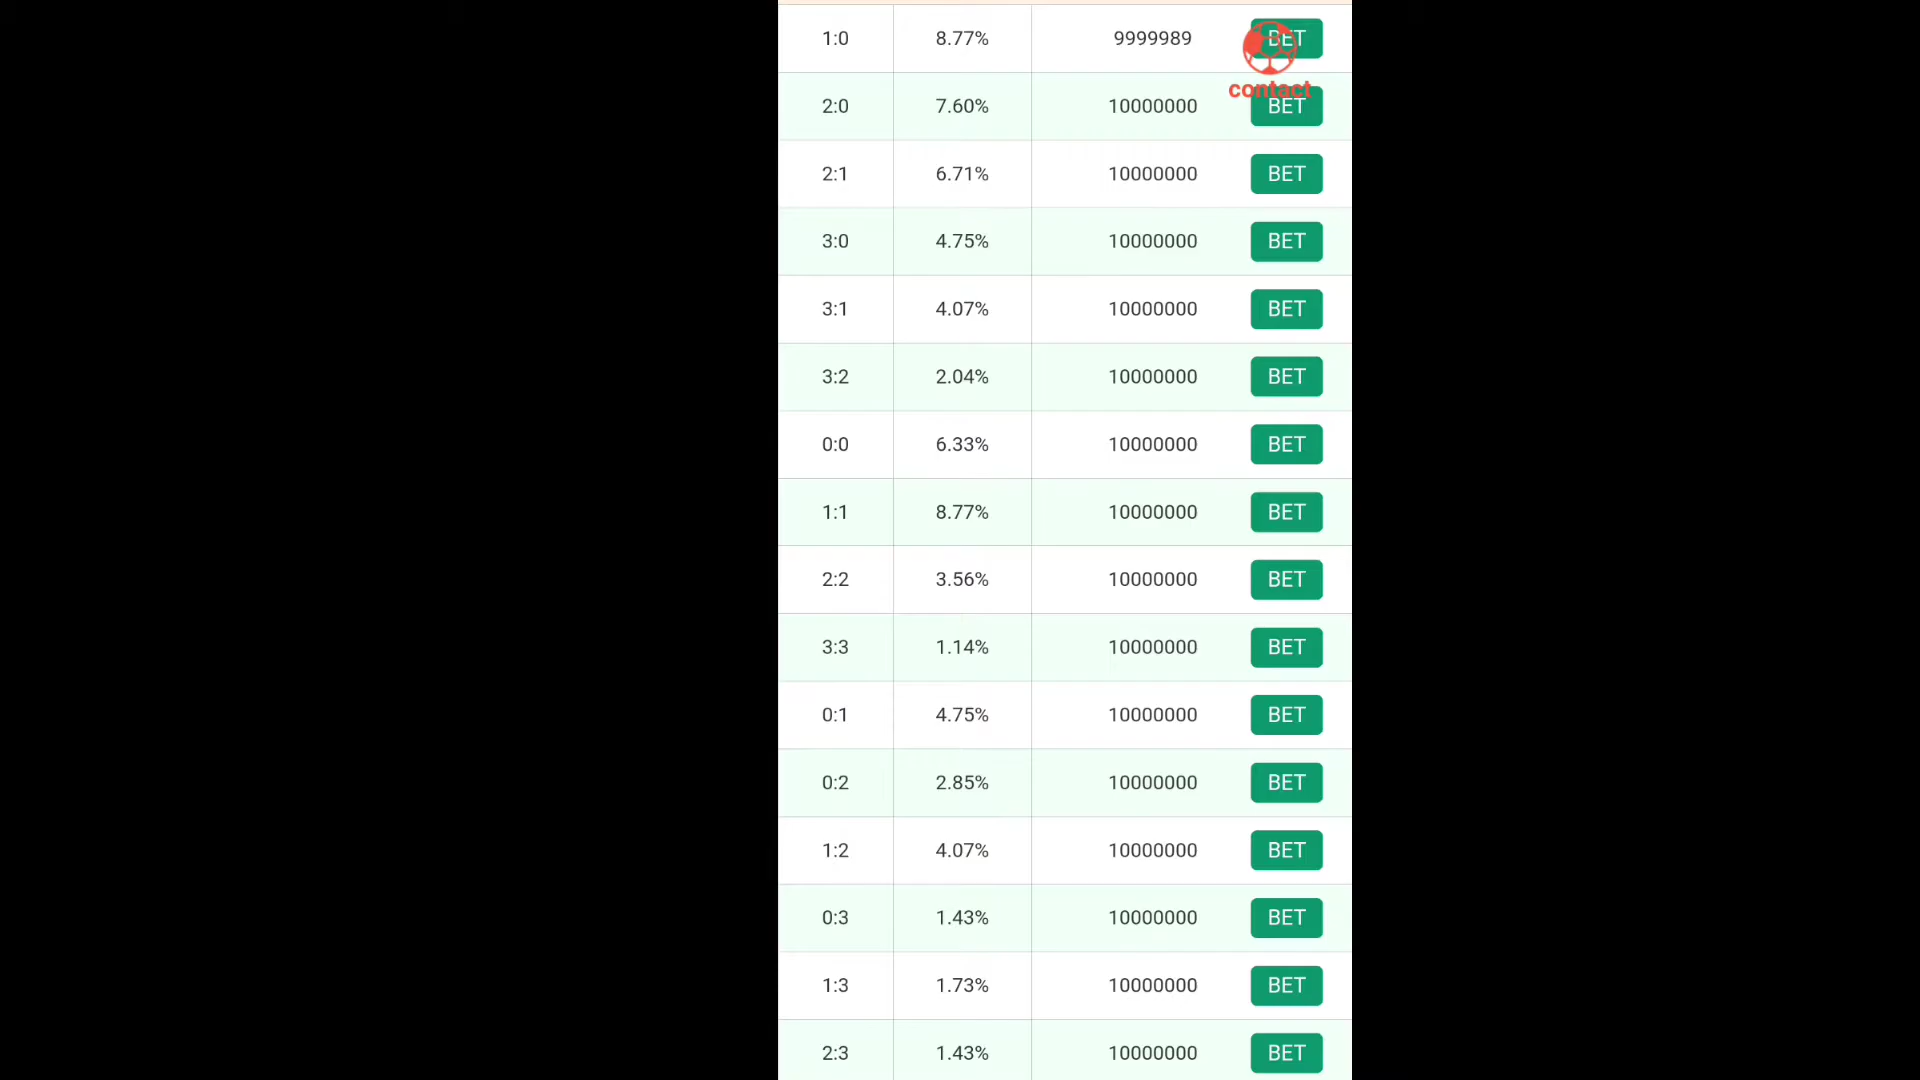 1:0 8.77% 9999989 BET
contact
2:0 7.60% 10000000 BET
2:1 6.71% 10000000 BET
3:0 4.75% 10000000 BET
3:1 4.07% 10000000 BET
3:2 2.04% 10000000 BET
0:0 6.33% 10000000 BET
1:1 8.77% 10000000 BET
2:2 3.56% 10000000 BET
3:3 1.14% 10000000 BET
0:1 4.75% 10000000 BET
0:2 2.85% 10000000 BET
1:2 4.07% 10000000 BET
0:3 1.43% 10000000 BET
1:3 1.73% 10000000 BET
2:3 1.43% 10000000 BET